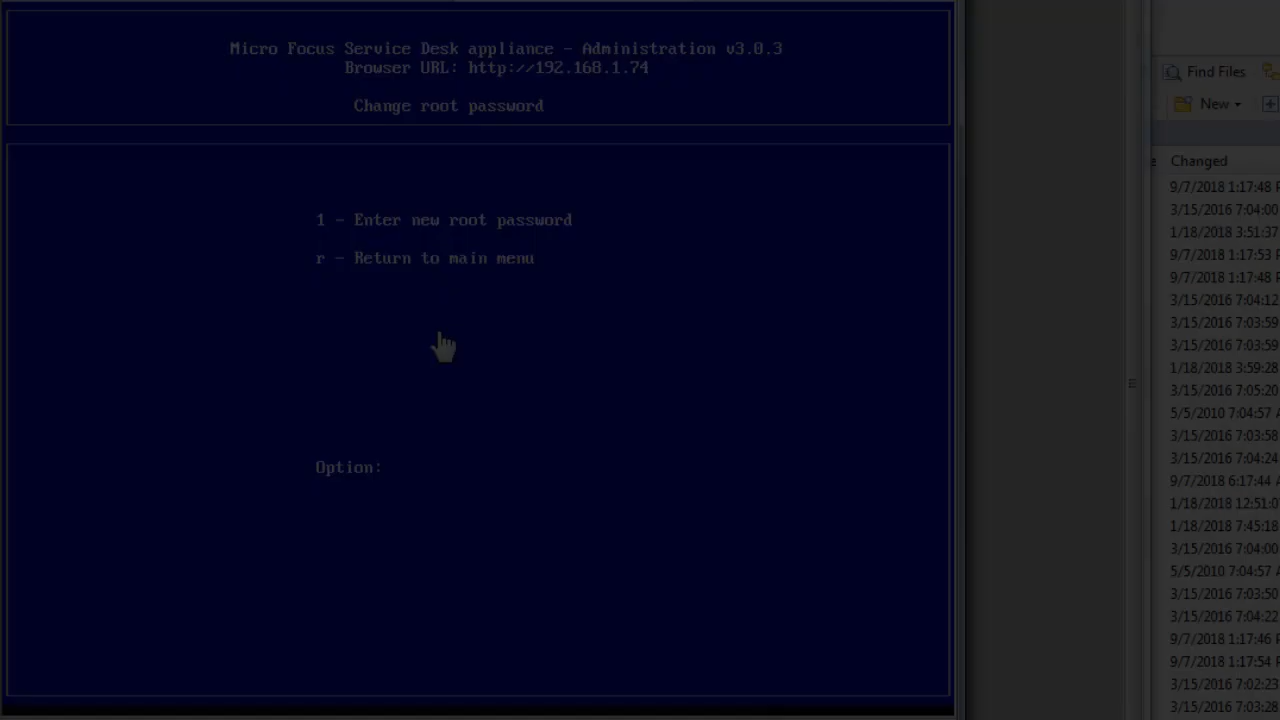 Micro Focus Service Desk appliance - Administration v3.0.3
Browser URL: http://192.168.1.74
Change root password
1 - Enter new root password
r - Return to main menu
Option:
Find Files
New
Changed
9/7/2018 1:17:48
3/15/2016 7:04:00
1/18/2018 3:51:37
9/7/2018 1:17:53
9/7/2018 1:17:48
3/15/2016 7:04:12
3/15/2016 7:03:59
3/15/2016 7:03:59
1/18/2018 3:59:28
3/15/2016 7:05:20
5/5/2010 7:04:57
3/15/2016 7:03:58
3/15/2016 7:04:24
9/7/2018 6:17:44
1/18/2018 12:51:0
1/18/2018 7:45:18
3/15/2016 7:04:00
5/5/2010 7:04:57
3/15/2016 7:03:50
3/15/2016 7:04:22
9/7/2018 1:17:46
9/7/2018 1:17:54
3/15/2016 7:02:23
3/15/2016 7:03:28